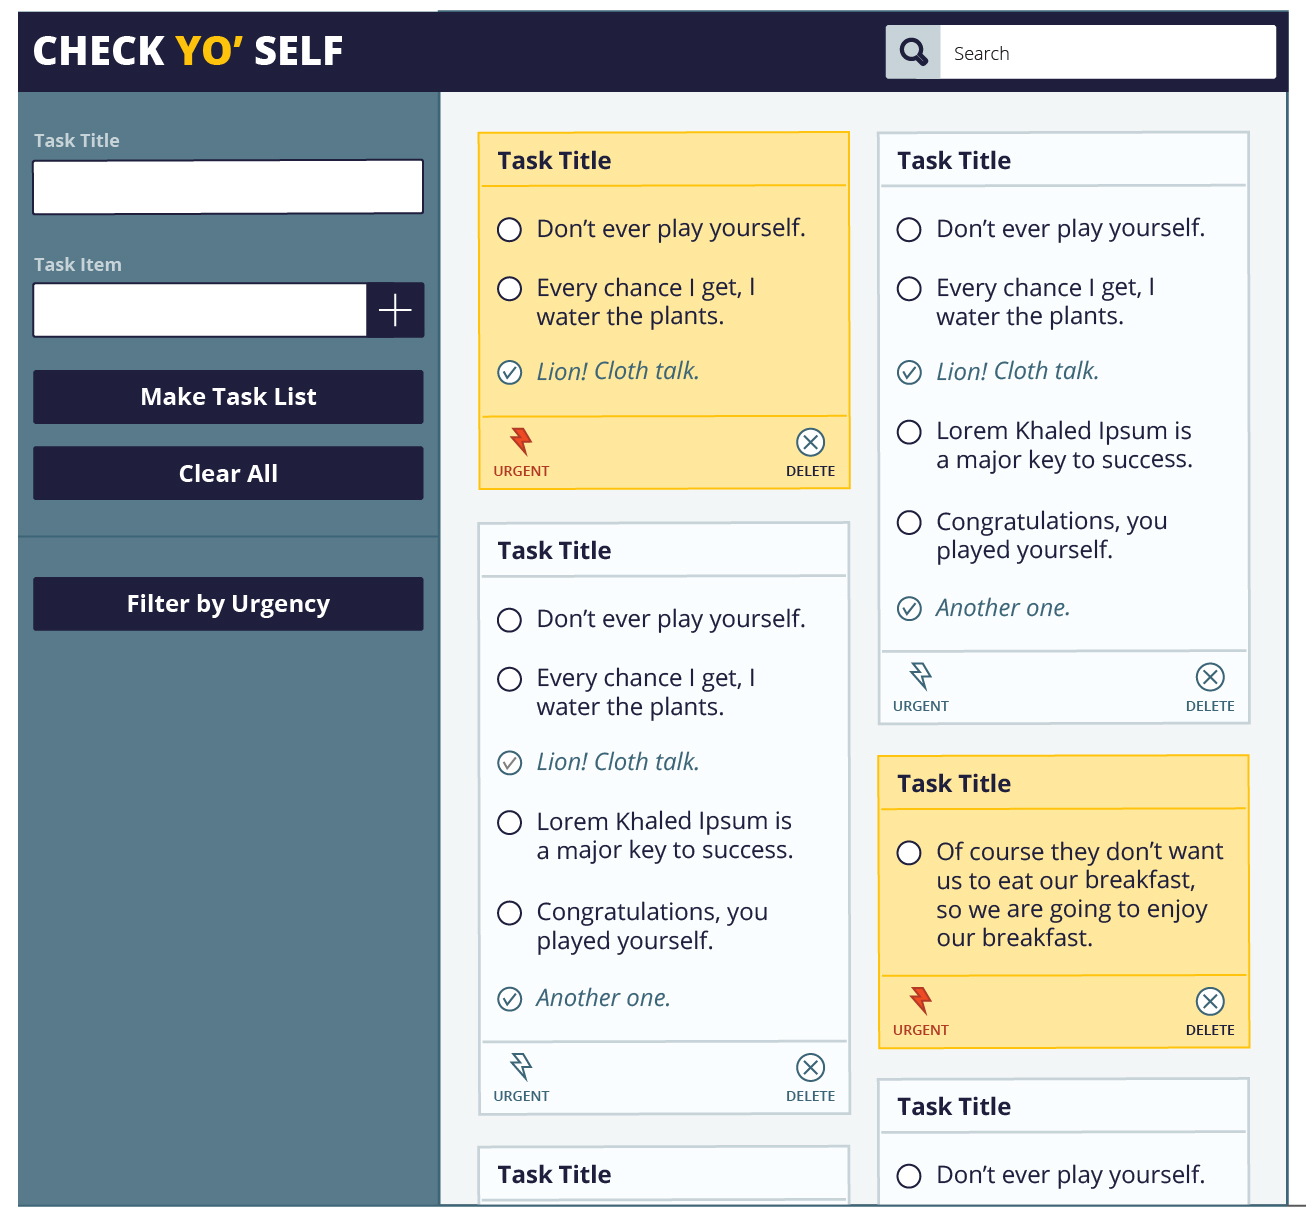 CHECK YO’ SELF
Search
Task Title
Task Item
Make Task List
Clear All
Filter by Urgency
Task Title
Don’t ever play yourself.
Every chance I get, I
water the plants.
Lion! Cloth talk.
URGENT
DELETE
Task Title
Don’t ever play yourself.
Every chance I get, I
water the plants.
Lion! Cloth talk.
Lorem Khaled Ipsum is
a major key to success.
Congratulations, you
played yourself.
Another one.
URGENT
DELETE
Task Title
Task Title
Don’t ever play yourself.
Every chance I get, I
water the plants.
Lion! Cloth talk.
Lorem Khaled Ipsum is
a major key to success.
Congratulations, you
played yourself.
Another one.
URGENT
DELETE
Task Title
Of course they don’t want
us to eat our breakfast,
so we are going to enjoy
our breakfast.
URGENT
DELETE
Task Title
Don’t ever play yourself.